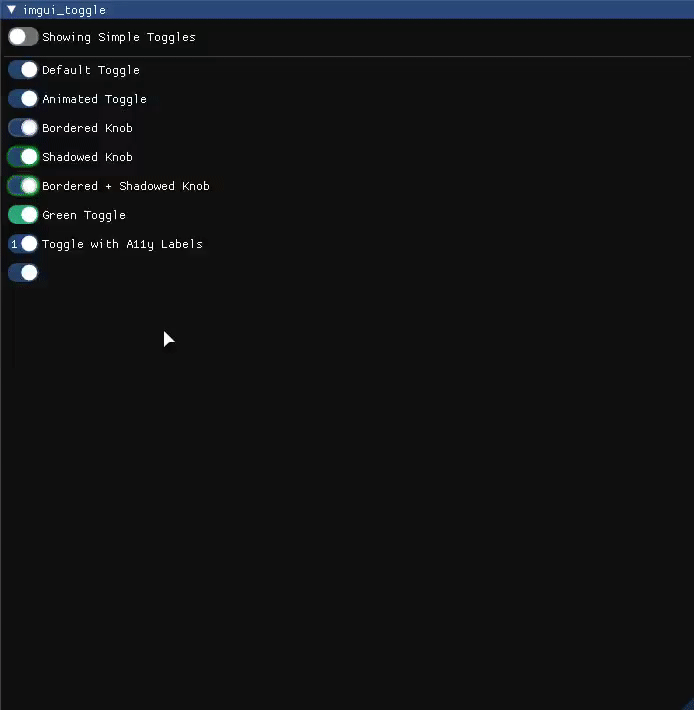 imgui_toggle
Showing Simple Toggles
Default Toggle
Animated Toggle
Bordered Knob
Shadowed Knob
Bordered + Shadowed Knob
Green Toggle
1 Toggle with A11y Labels